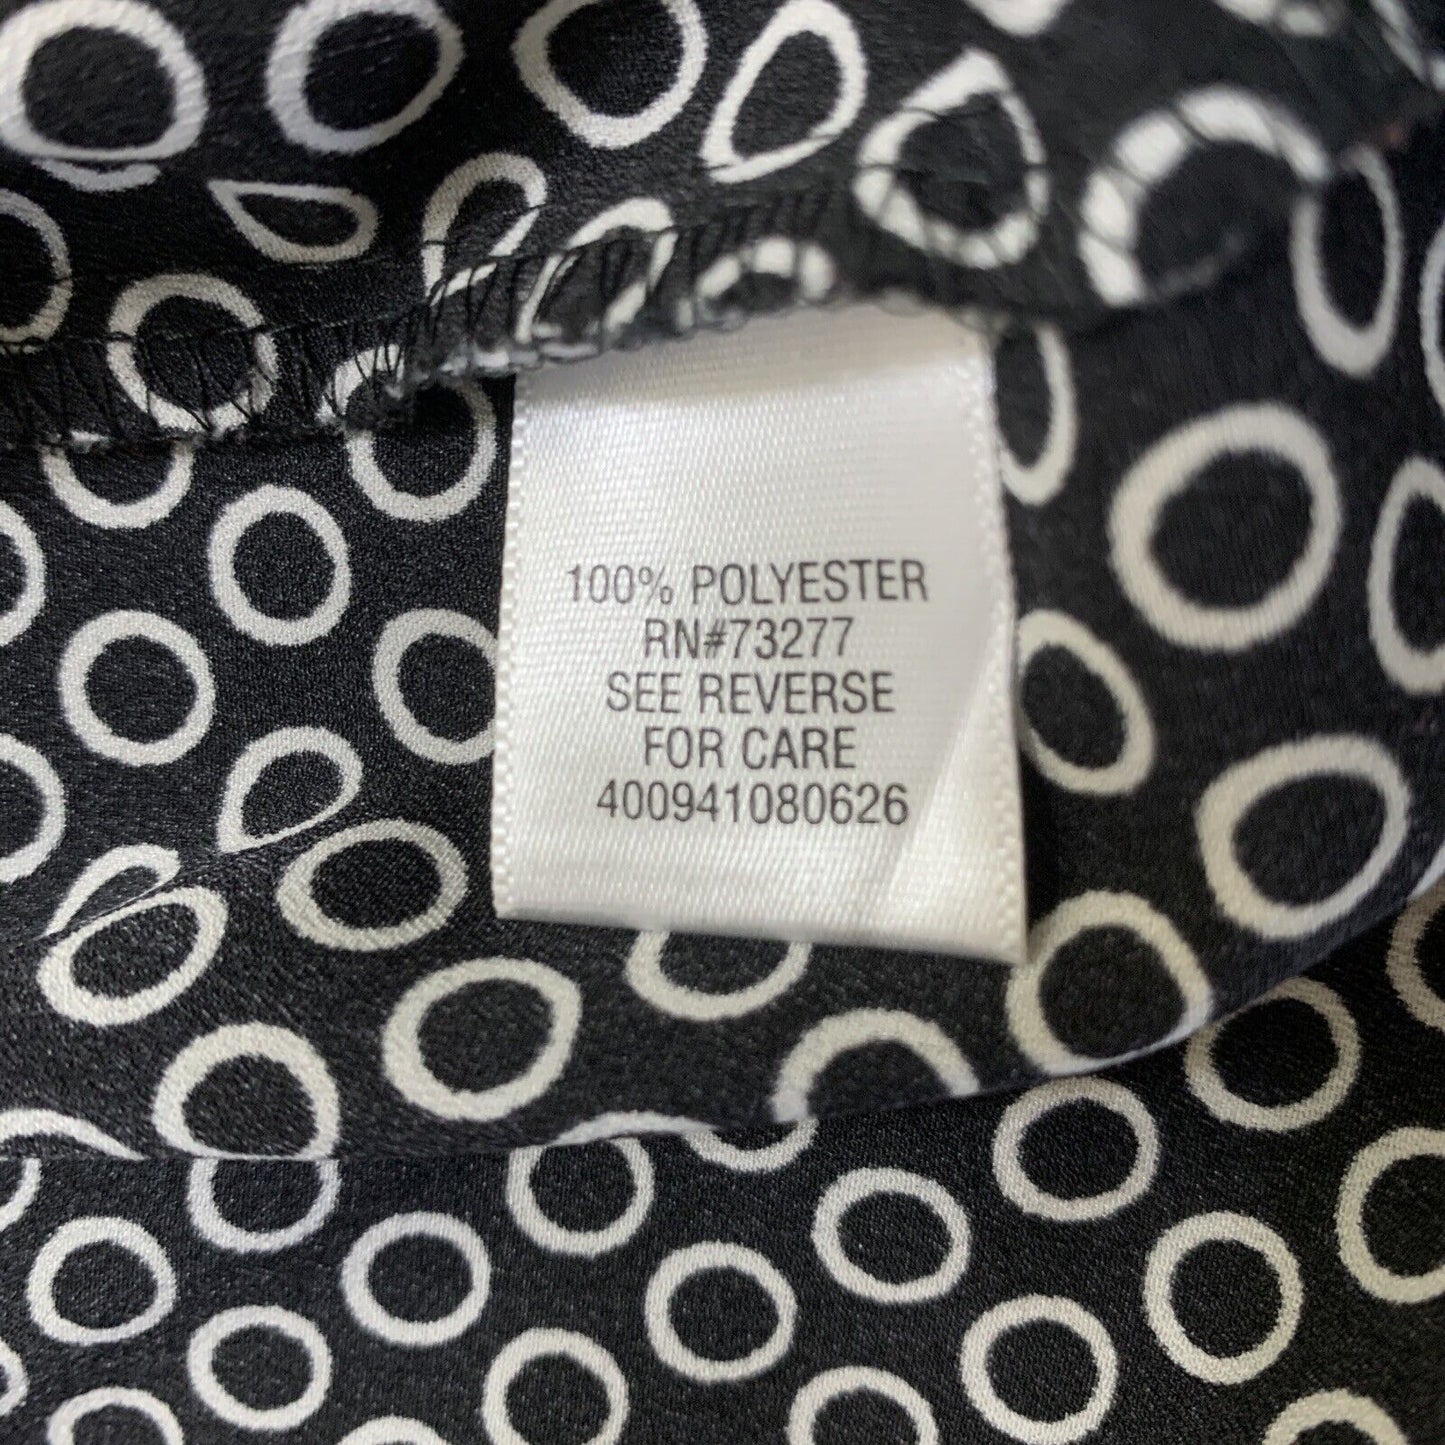 100% POLYESTER
RN#73277
SEE REVERSE
FOR CARE
400941080626